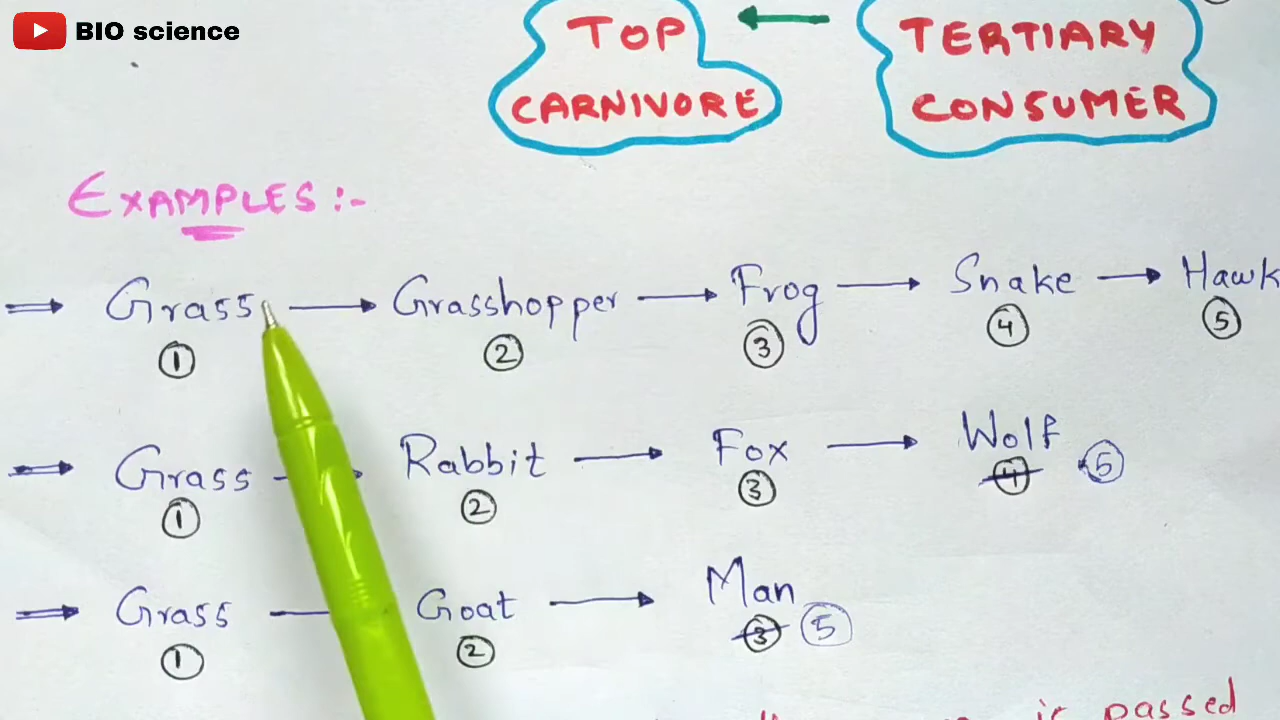 BIO science
TOP TERTIARY
CARNIVORE CONSUMER
EXAMPLES :-
⇒ Grass → Grasshopper → Frog → Snake → Hawk
① ② ③ ④ ⑤
⇒ Grass → Rabbit → Fox → Wolf
① ② ③ ④ ⑤
⇒ Grass → Goat → Man
① ② ③ ⑤
is passed